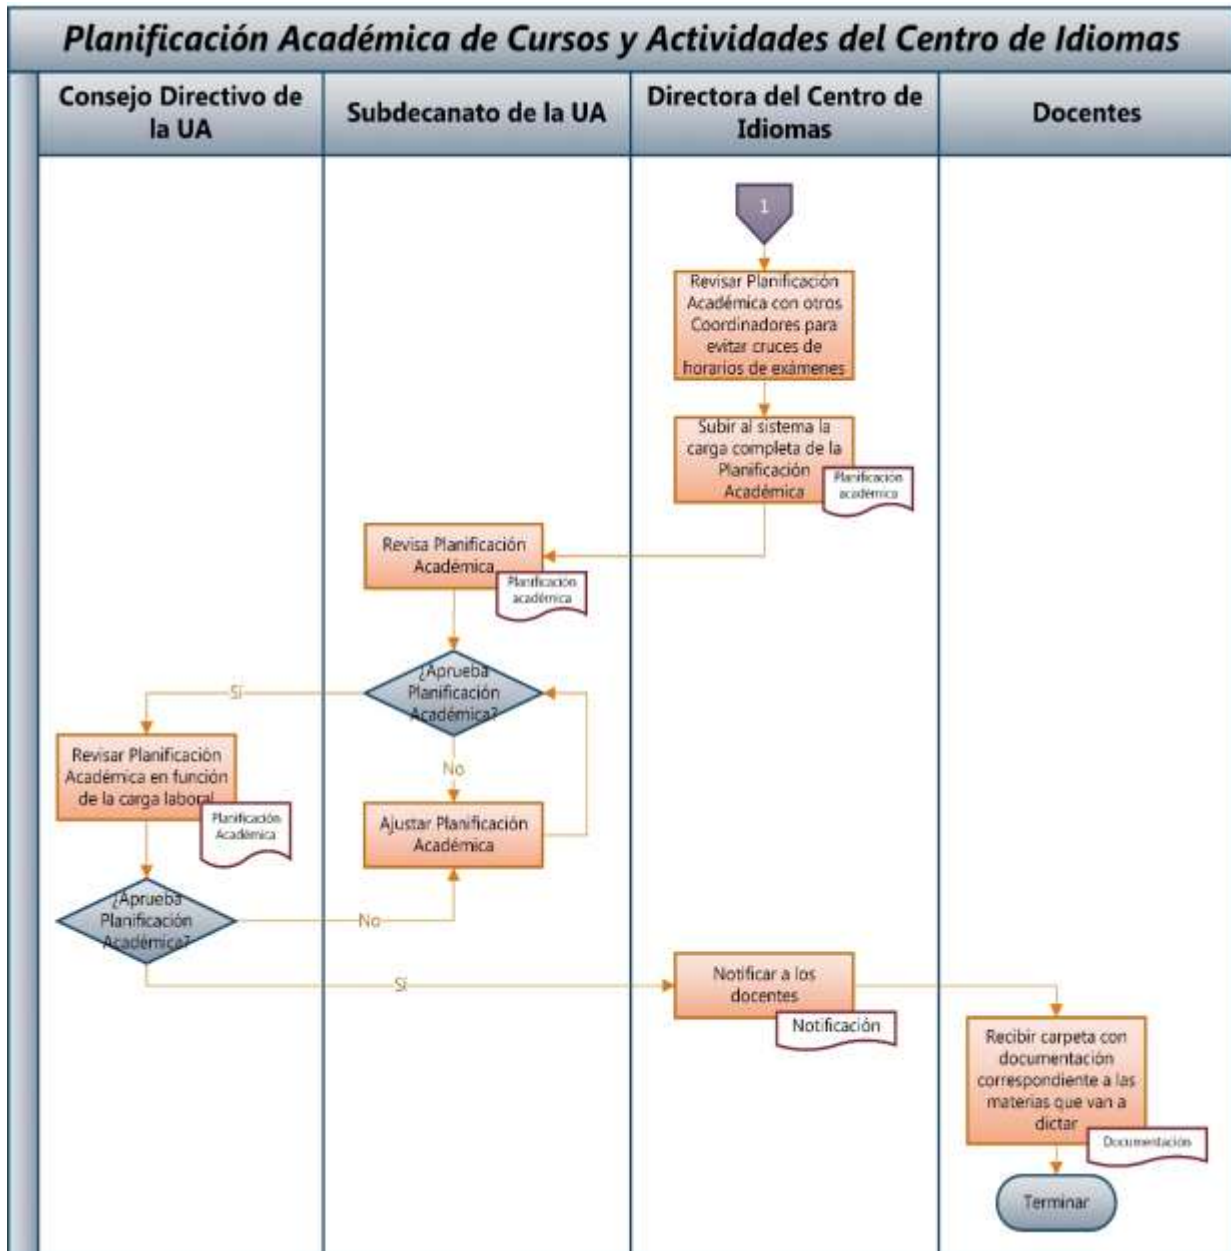 Planificación Académica de Cursos y Actividades del Centro de Idiomas
Consejo Directivo de
la UA
Subdecanato de la UA
Directora del Centro de
Idiomas
Docentes
1
Revisar Planificación
Académica con otros
Coordinadores para
evitar cruces de
horarios de exámenes
Subir al sistema la
carga completa de la
Planificación
Académica
Planificación
académica
Revisa Planificación
Académica
Planificación
académica
¿Aprueba
Planificación
Académica?
Sí
No
Revisar Planificación
Académica en función
de la carga laboral
Planificación
Académica
Ajustar Planificación
Académica
¿Aprueba
Planificación
Académica?
No
Sí
Notificar a los
docentes
Notificación
Recibir carpeta con
documentación
correspondiente a las
materias que van a
dictar
Documentación
Terminar